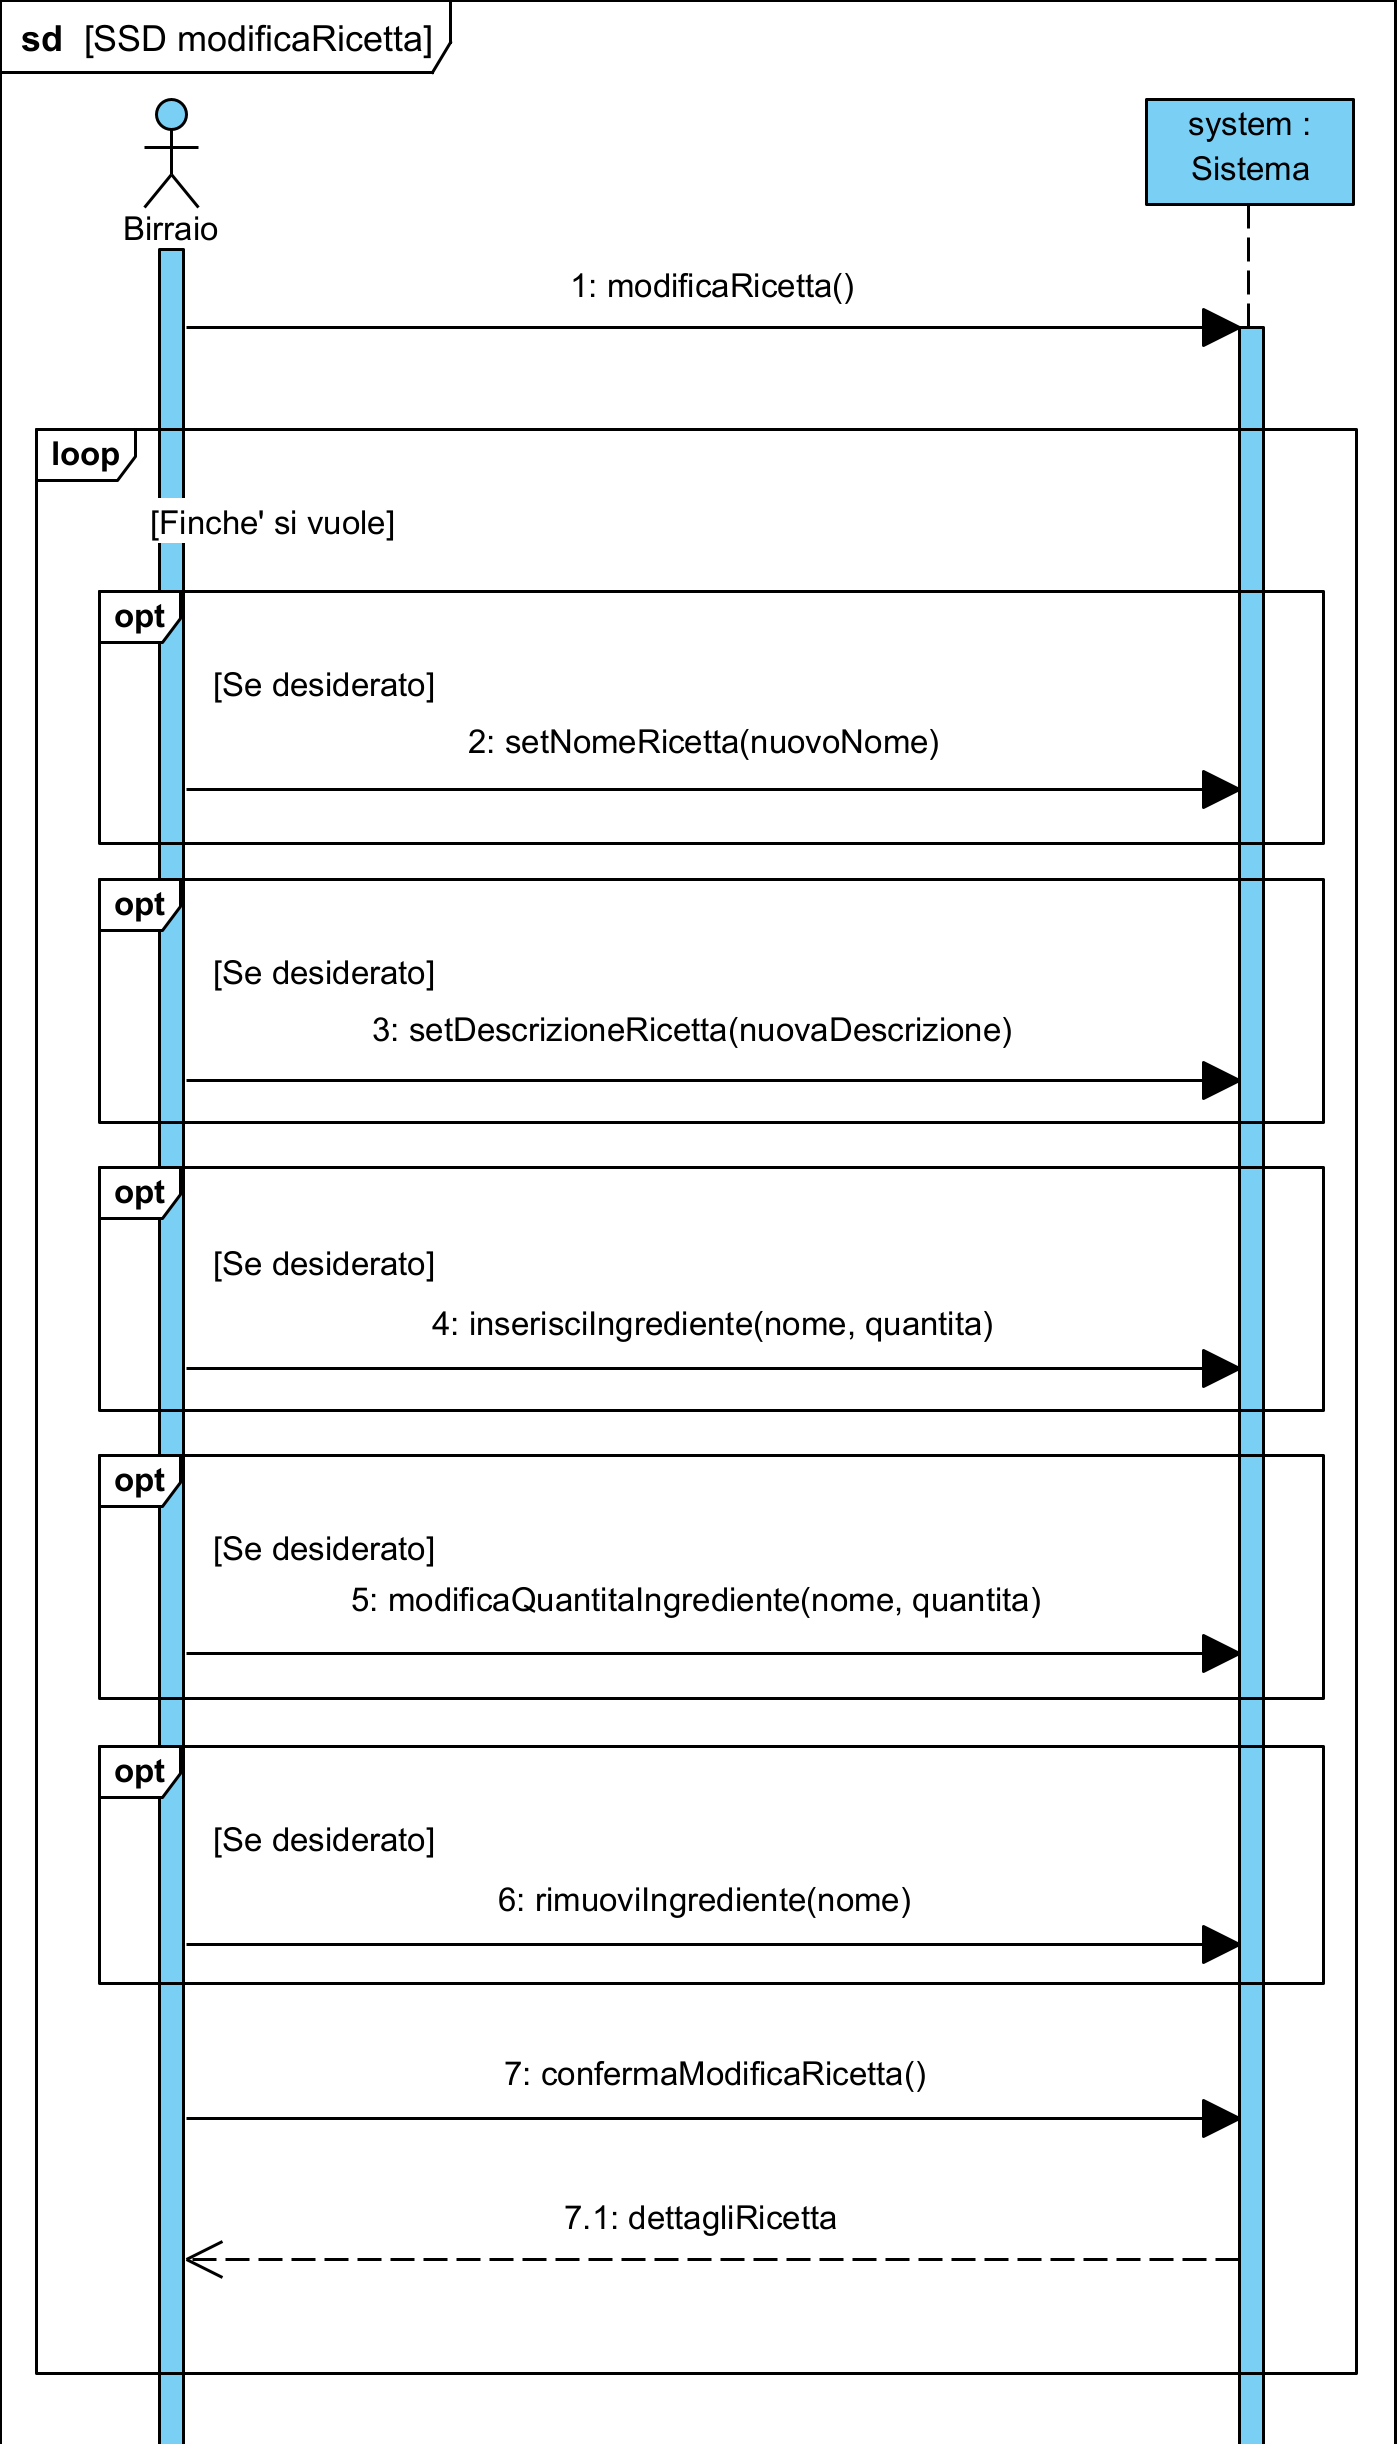 sd [SSD modificaRicetta]
system :
Sistema
Birraio
1: modificaRicetta()
loop
[Finche' si vuole]
opt
[Se desiderato]
2: setNomeRicetta(nuovoNome)
opt
[Se desiderato]
3: setDescrizioneRicetta(nuovaDescrizione)
opt
[Se desiderato]
4: inserisciIngrediente(nome, quantita)
opt
[Se desiderato]
5: modificaQuantitaIngrediente(nome, quantita)
opt
[Se desiderato]
6: rimuoviIngrediente(nome)
7: confermaModificaRicetta()
7.1: dettagliRicetta